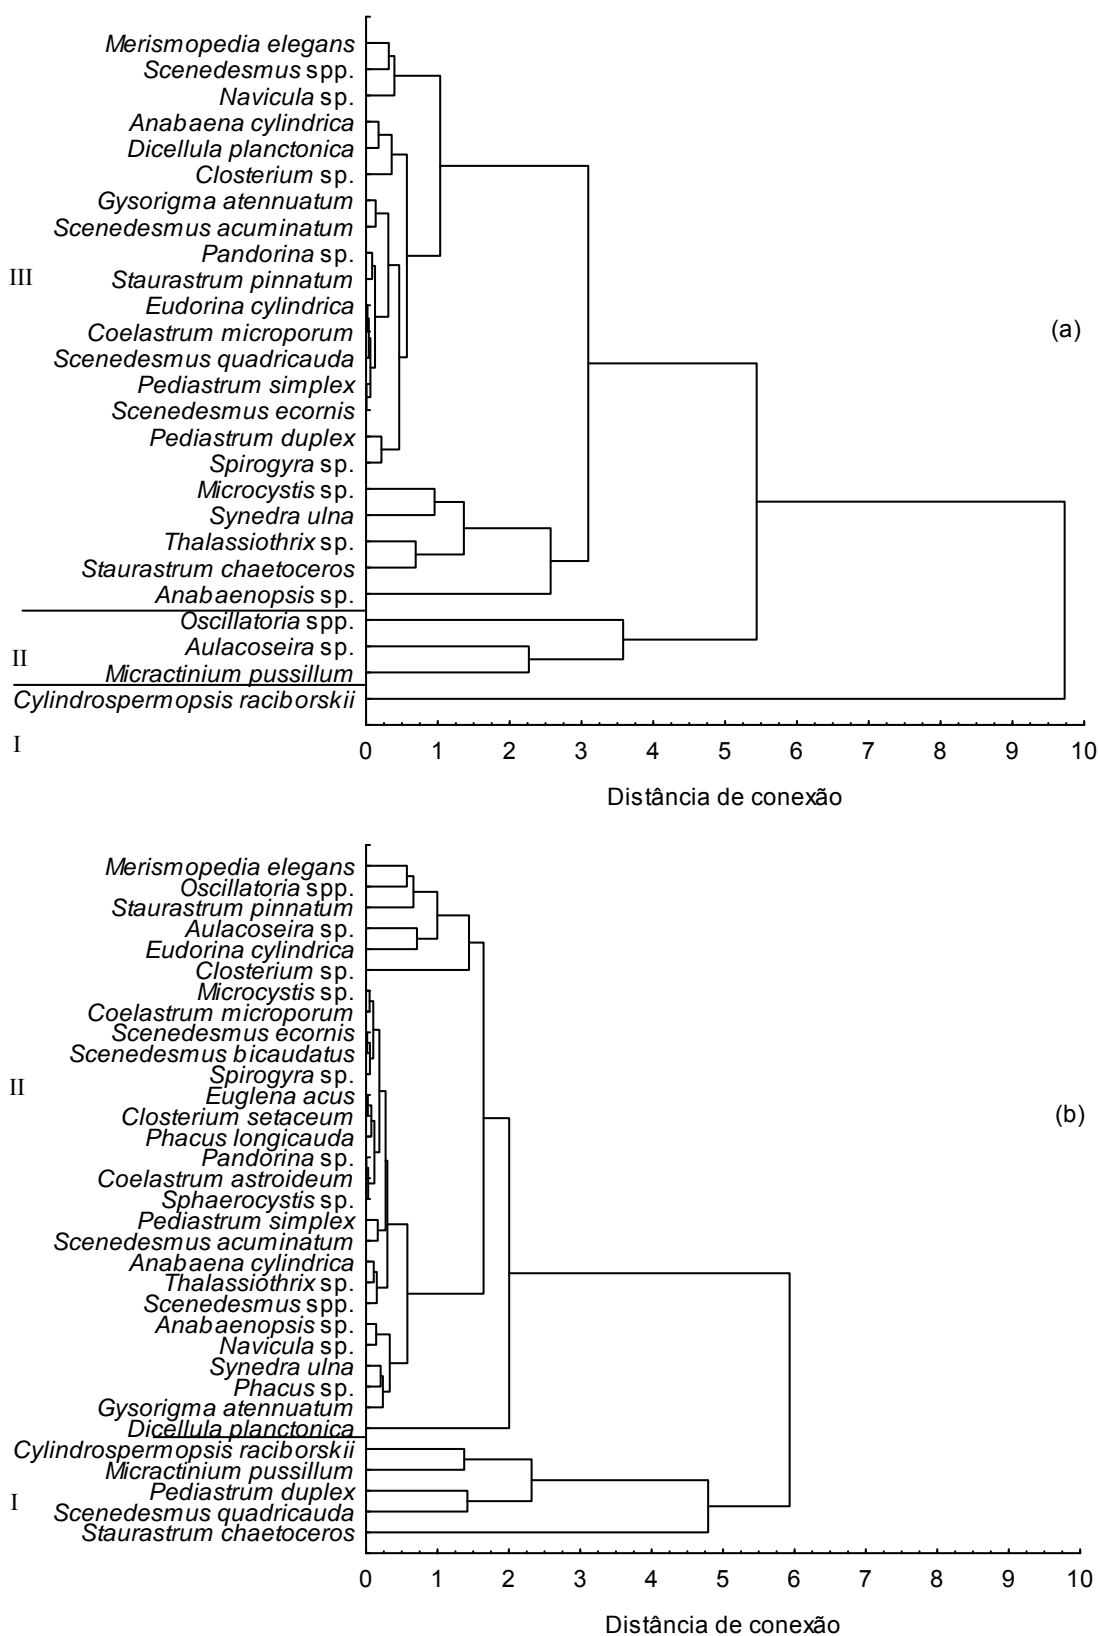 Merismopedia elegans
Scenedesmus spp.
Navicula sp.
Anabaena cylindrica
Dicellula planctonica
Closterium sp.
Gysorigma atennuatum
Scenedesmus acuminatum
Pandorina sp.
III
Staurastrum pinnatum
Eudorina cylindrica
(a)
Coelastrum microporum
Scenedesmus quadricauda
Pediastrum simplex
Scenedesmus ecornis
Pediastrum duplex
Spirogyra sp.
Microcystis sp.
Synedra ulna
Thalassiothrix sp.
Staurastrum chaetoceros
Anabaenopsis sp.
Oscillatoria spp.
Aulacoseira sp.
II
Micractinium pussillum
Cylindrospermopsis raciborskii
I
0 1 2 3 4 5 6 7 8 9 10
Distância de conexão
Merismopedia elegans
Oscillatoria spp.
Staurastrum pinnatum
Aulacoseira sp.
Eudorina cylindrica
Closterium sp.
Microcystis sp.
Coelastrum microporum
Scenedesmus ecornis
Scenedesmus bicaudatus
Spirogyra sp.
II
Euglena acus
Closterium setaceum
(b)
Phacus longicauda
Pandorina sp.
Coelastrum astroideum
Sphaerocystis sp.
Pediastrum simplex
Scenedesmus acuminatum
Anabaena cylindrica
Thalassiothrix sp.
Scenedesmus spp.
Anabaenopsis sp.
Navicula sp.
Synedra ulna
Phacus sp.
Gysorigma atennuatum
Dicellula planctonica
Cylindrospermopsis raciborskii
Micractinium pussillum
Pediastrum duplex
I
Scenedesmus quadricauda
Staurastrum chaetoceros
0 1 2 3 4 5 6 7 8 9 10
Distância de conexão